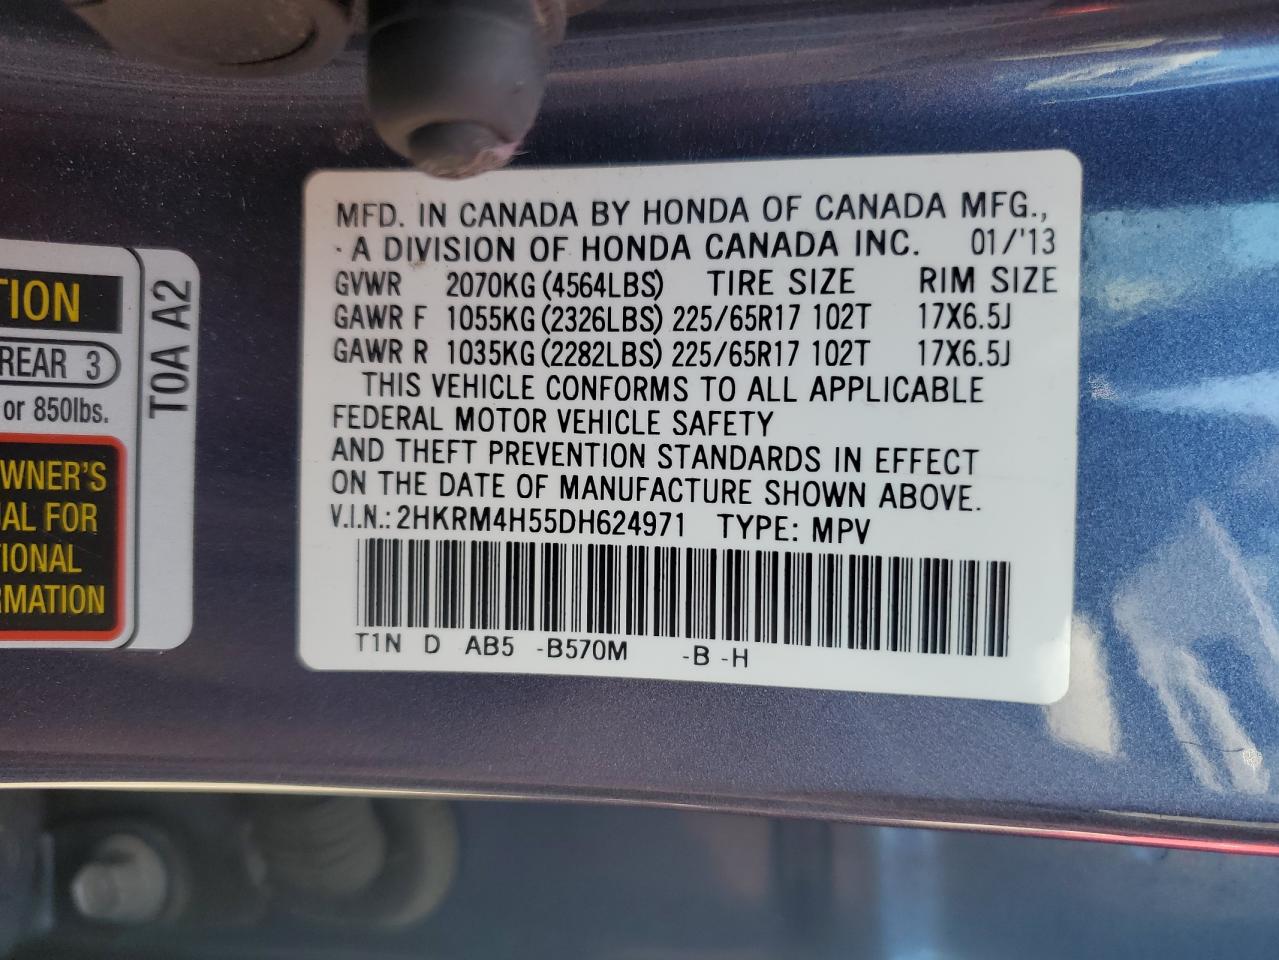 TION
REAR 3
or 850lbs.
WNER'S
AL FOR
TIONAL
RMATION
T0A A2
MFD. IN CANADA BY HONDA OF CANADA MFG.,
A DIVISION OF HONDA CANADA INC. 01/'13
GVWR 2070KG (4564LBS) TIRE SIZE RIM SIZE
GAWR F 1055KG (2326LBS) 225/65R17 102T 17X6.5J
GAWR R 1035KG (2282LBS) 225/65R17 102T 17X6.5J
THIS VEHICLE CONFORMS TO ALL APPLICABLE
FEDERAL MOTOR VEHICLE SAFETY
AND THEFT PREVENTION STANDARDS IN EFFECT
ON THE DATE OF MANUFACTURE SHOWN ABOVE.
V.I.N.: 2HKRM4H55DH624971 TYPE: MPV
T1N D AB5 -B570M -B -H